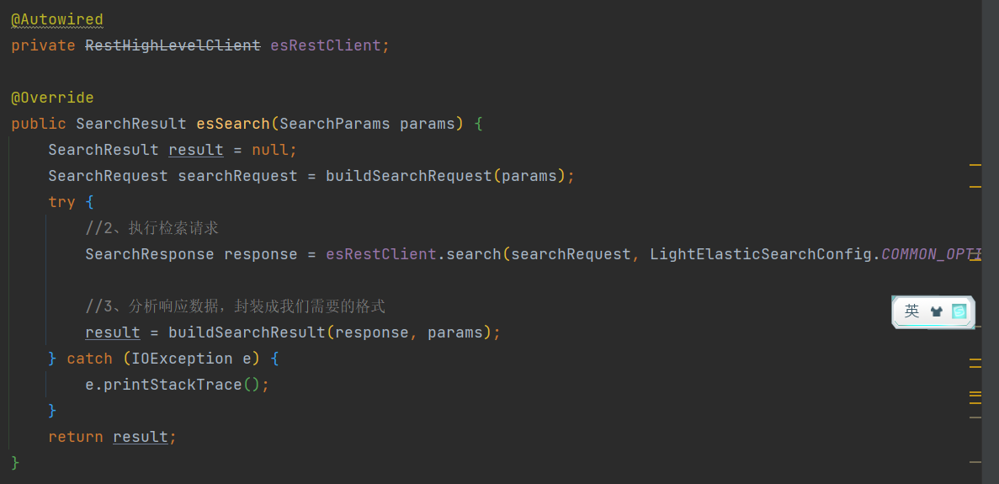 @Autowired
private RestHighLevelClient esRestClient;
@Override
public SearchResult esSearch(SearchParams params) {
SearchResult result = null;
SearchRequest searchRequest = buildSearchRequest(params);
try {
//2、执行检索请求
SearchResponse response = esRestClient.search(searchRequest, LightElasticSearchConfig.COMMON_OPTI
//3、分析响应数据，封装成我们需要的格式
英
result = buildSearchResult(response, params);
} catch (IOException e) {
e.printStackTrace();
}
return result;
}